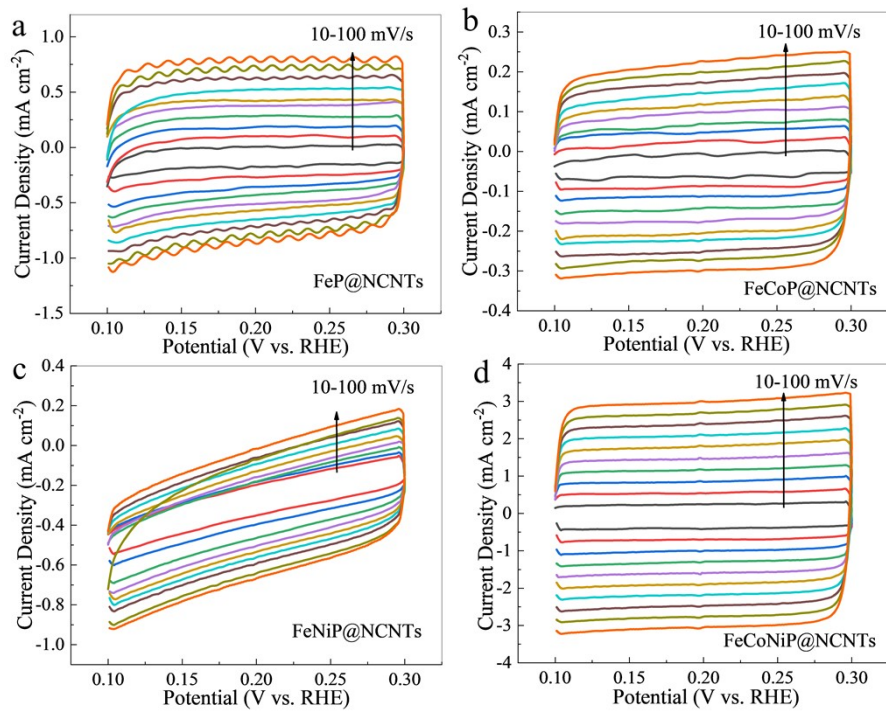 a
10-100 mV/s
1.0
0.5
0.0
-0.5
-1.0
-1.5
Current Density (mA cm⁻²)
FeP@NCNTs
0.10 0.15 0.20 0.25 0.30
Potential (V vs. RHE)
b
10-100 mV/s
0.3
0.2
0.1
0.0
-0.1
-0.2
-0.3
-0.4
Current Density (mA cm⁻²)
FeCoP@NCNTs
0.10 0.15 0.20 0.25 0.30
Potential (V vs. RHE)
c
10-100 mV/s
0.4
0.2
0.0
-0.2
-0.4
-0.6
-0.8
-1.0
Current Density (mA cm⁻²)
FeNiP@NCNTs
0.10 0.15 0.20 0.25 0.30
Potential (V vs. RHE)
d
10-100 mV/s
4
3
2
1
0
-1
-2
-3
-4
Current Density (mA cm⁻²)
FeCoNiP@NCNTs
0.10 0.15 0.20 0.25 0.30
Potential (V vs. RHE)